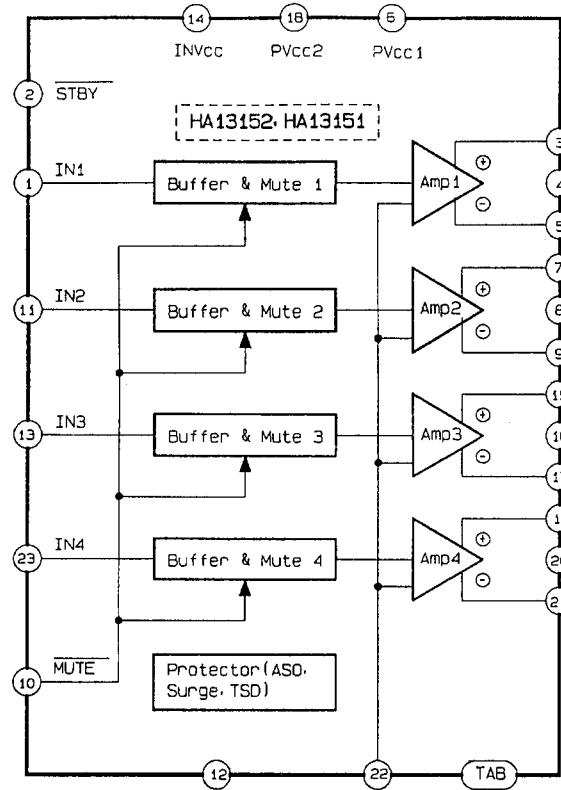 14 18 6
INVcc PVcc2 PVcc1
2 STBY
HA13152, HA13151
3
1 IN1 Buffer & Mute 1 Amp1 + 4
- 5
7
11 IN2 Buffer & Mute 2 Amp2 + 8
- 9
13 IN3 Buffer & Mute 3 Amp3 +
-
23 IN4 Buffer & Mute 4 Amp4 +
-
10 MUTE
Protector(ASO,
Surge, TSD)
12 22 TAB